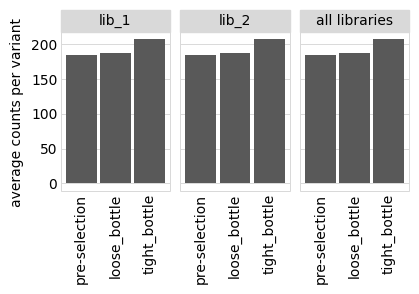 lib_1
lib_2
all libraries
average counts per variant
200
150
100
50
0
pre-selection
loose_bottle
tight_bottle
pre-selection
loose_bottle
tight_bottle
pre-selection
loose_bottle
tight_bottle